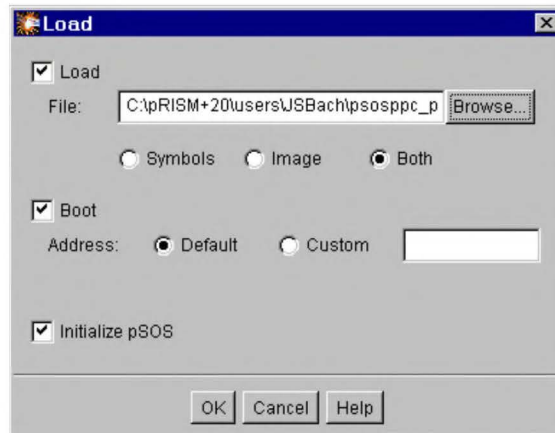 Load
Load
File: C:\pRISM+20\users\JSBach\psosppc_p Browse...
Symbols Image Both
Boot
Address: Default Custom
Initialize pSOS
OK Cancel Help